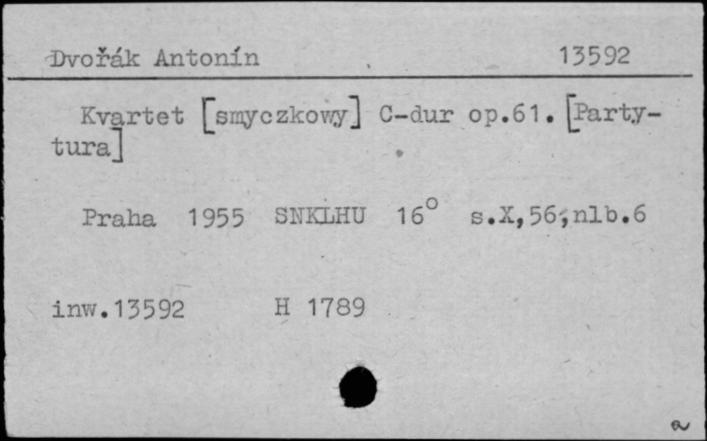 Dvořák Antonín 13592
Kvartet [smyczkowy] C-dur op.61. [Party-
tura]
Praha 1955 SNKLHU 16° s.X,56,nlb.6
inw.13592 H 1789